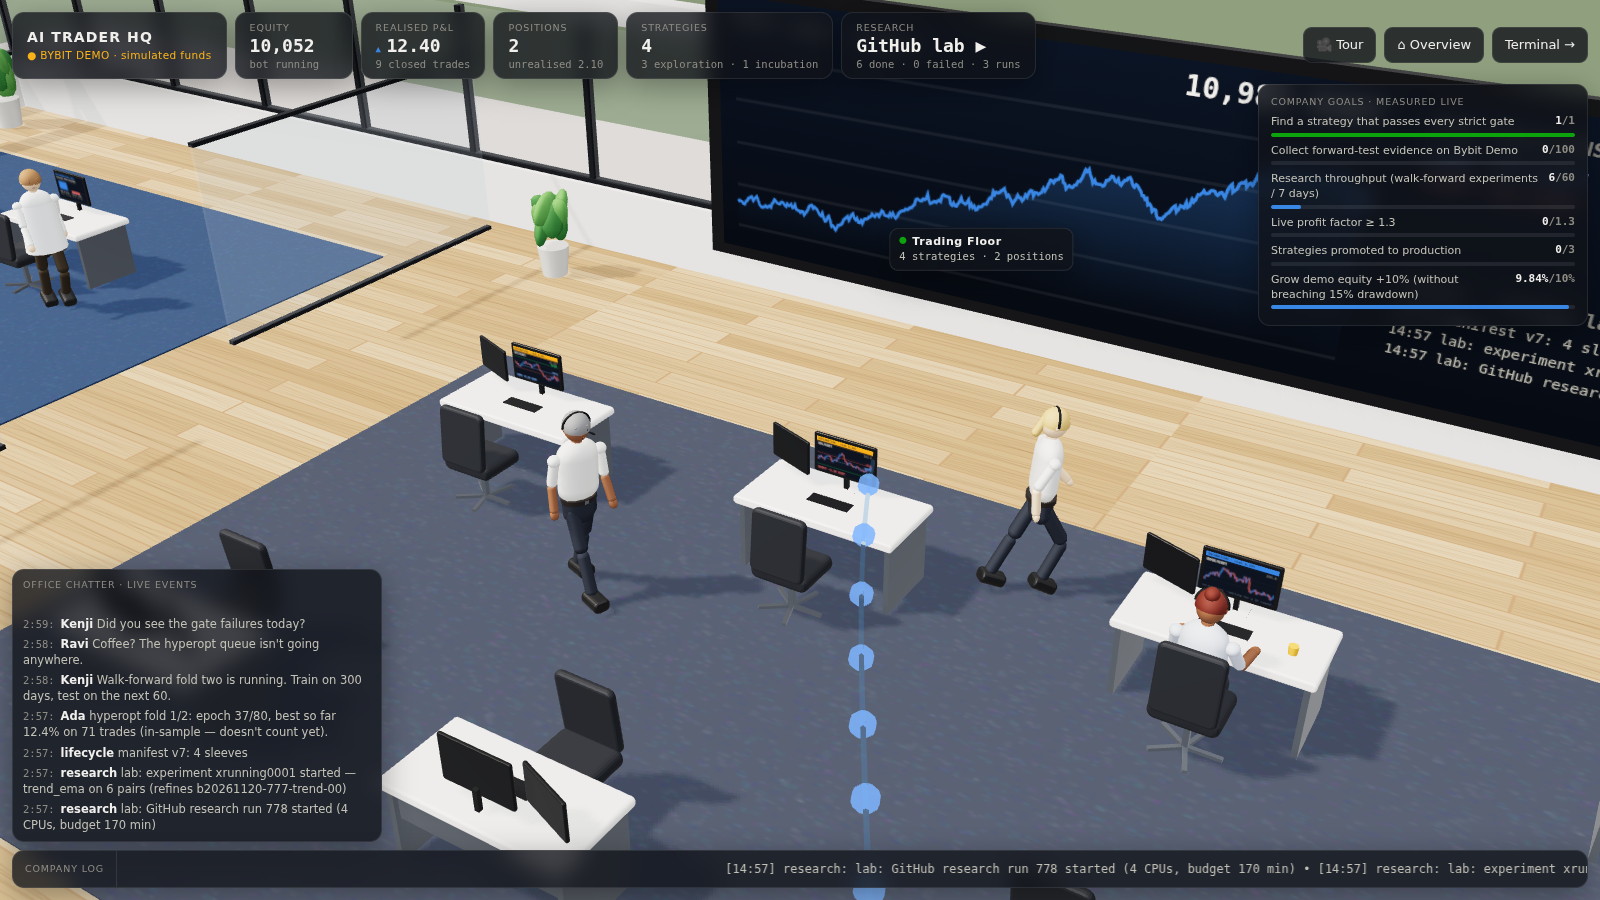 AI TRADER HQ
BYBIT DEMO · simulated funds
EQUITY
10,052
bot running
REALISED P&L
▲ 12.40
9 closed trades
POSITIONS
2
unrealised 2.10
STRATEGIES
4
3 exploration · 1 incubation
RESEARCH
GitHub lab ▶
6 done · 0 failed · 3 runs
Tour
⌂ Overview
Terminal →
10,98
COMPANY GOALS · MEASURED LIVE
Find a strategy that passes every strict gate 1/1
Collect forward-test evidence on Bybit Demo 0/100
Research throughput (walk-forward experiments 6/60
/ 7 days)
Live profit factor ≥ 1.3 0/1.3
Strategies promoted to production 0/3
Grow demo equity +10% (without 9.84%/10%
breaching 15% drawdown)
Trading Floor
4 strategies · 2 positions
v7: 4 sl
14:57 lab: experiment xr
14:57 lab: GitHub resear
OFFICE CHATTER · LIVE EVENTS
2:59: Kenji Did you see the gate failures today?
2:58: Ravi Coffee? The hyperopt queue isn't going
anywhere.
2:58: Kenji Walk-forward fold two is running. Train on 300
days, test on the next 60.
2:57: Ada hyperopt fold 1/2: epoch 37/80, best so far
12.4% on 71 trades (in-sample — doesn't count yet).
2:57: lifecycle manifest v7: 4 sleeves
2:57: research lab: experiment xrunning0001 started —
trend_ema on 6 pairs (refines b20261120-777-trend-00)
2:57: research lab: GitHub research run 778 started (4
CPUs, budget 170 min)
COMPANY LOG
[14:57] research: lab: GitHub research run 778 started (4 CPUs, budget 170 min) • [14:57] research: lab: experiment xrun